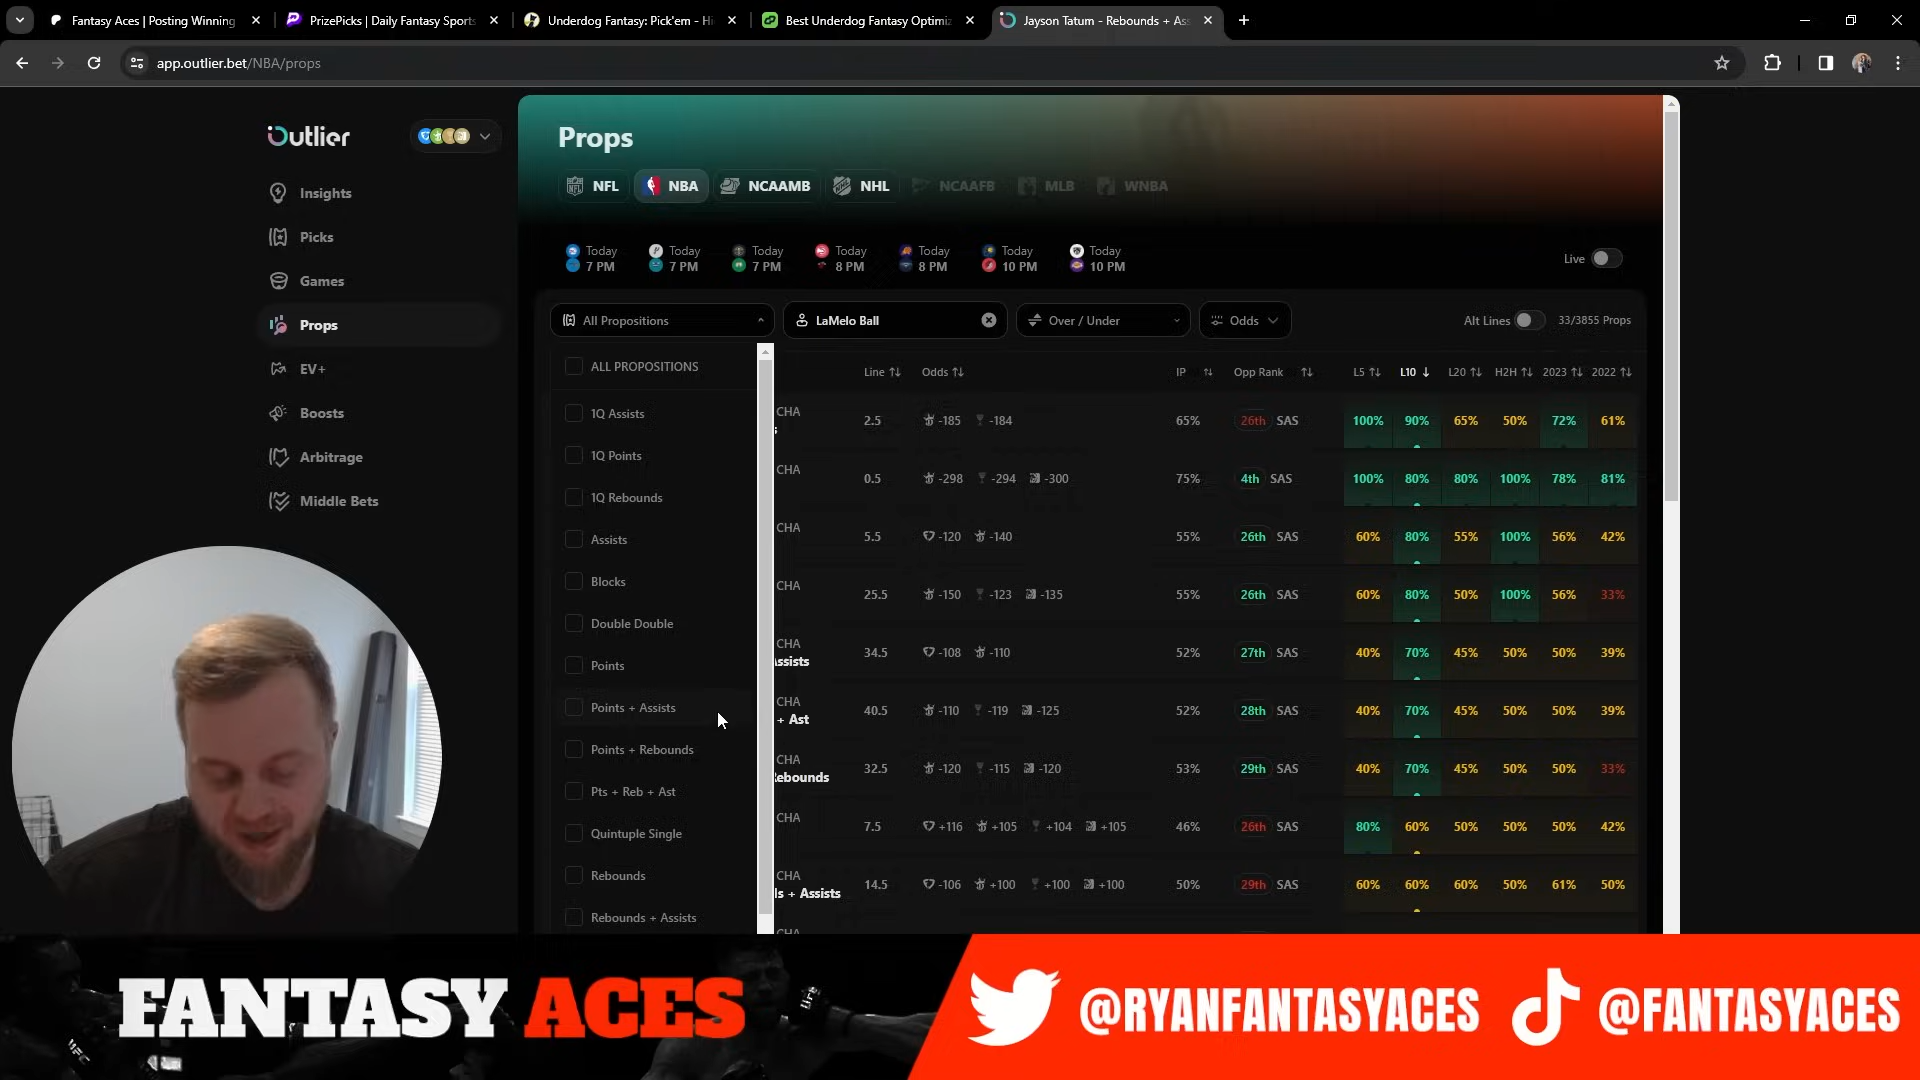 Fantasy Aces | Posting Winning
PrizePicks | Daily Fantasy Sports
Underdog Fantasy: Pick'em - Hi
Best Underdog Fantasy Optimiz
Jayson Tatum - Rebounds + As
app.outlier.bet/NBA/props
Outlier
Insights
Picks
Games
Props
EV+
Boosts
Arbitrage
Middle Bets
Props
NFL NBA NCAAMB NHL NCAAFB MLB WNBA
Today 7 PM
Today 7 PM
Today 7 PM
Today 8 PM
Today 8 PM
Today 10 PM
Today 10 PM
Live
All Propositions LaMelo Ball Over / Under Odds Alt Lines 33/3855 Props
ALL PROPOSITIONS
1Q Assists
1Q Points
1Q Rebounds
Assists
Blocks
Double Double
Points
Points + Assists
Points + Rebounds
Pts + Reb + Ast
Quintuple Single
Rebounds
Rebounds + Assists
Line Odds IP Opp Rank L5 L10 L20 H2H 2023 2022
CHA
s 2.5 -185 -184 65% 26th SAS 100% 90% 65% 50% 72% 61%
CHA
0.5 -298 -294 -300 75% 4th SAS 100% 80% 80% 100% 78% 81%
CHA
5.5 -120 -140 55% 26th SAS 60% 80% 55% 100% 56% 42%
CHA
25.5 -150 -123 -135 55% 26th SAS 60% 80% 50% 100% 56% 33%
CHA
Assists 34.5 -108 -110 52% 27th SAS 40% 70% 45% 50% 50% 39%
CHA
+ Ast 40.5 -110 -119 -125 52% 28th SAS 40% 70% 45% 50% 50% 39%
CHA
Rebounds 32.5 -120 -115 -120 53% 29th SAS 40% 70% 45% 50% 50% 33%
CHA
7.5 +116 +105 +104 +105 46% 26th SAS 80% 60% 50% 50% 50% 42%
CHA
ls + Assists 14.5 -106 +100 +100 +100 50% 29th SAS 60% 60% 60% 50% 61% 50%
CHA
FANTASY ACES
UFC
@RYANFANTASYACES
@FANTASYACES